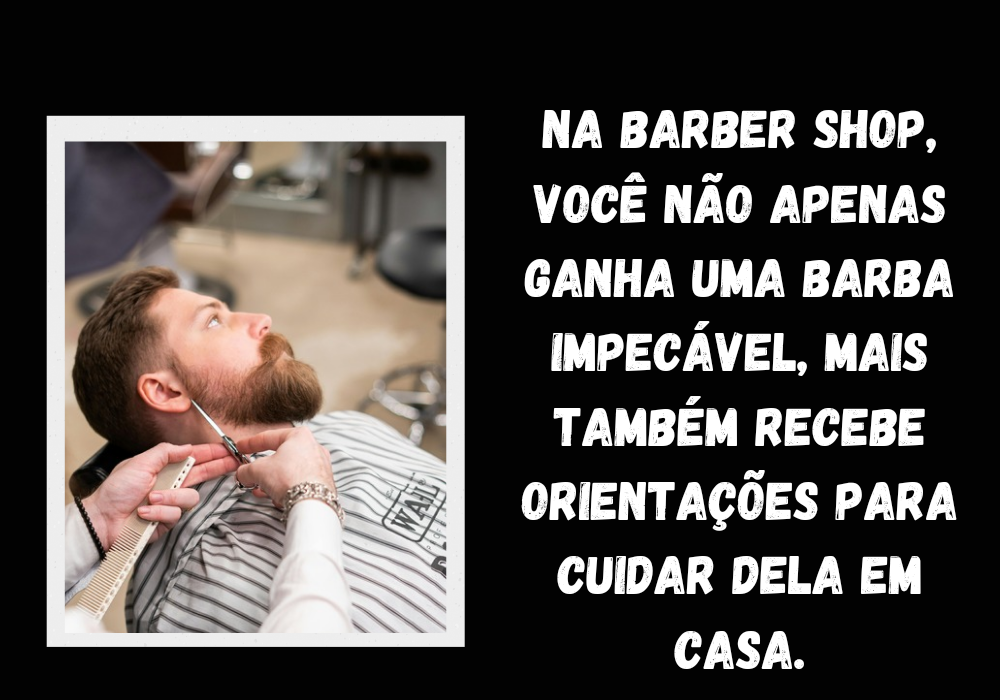 NA BARBER SHOP,
VOCÊ NÃO APENAS
GANHA UMA BARBA
IMPECÁVEL, MAIS
TAMBÉM RECEBE
ORIENTAÇÕES PARA
CUIDAR DELA EM
CASA.
WAHL